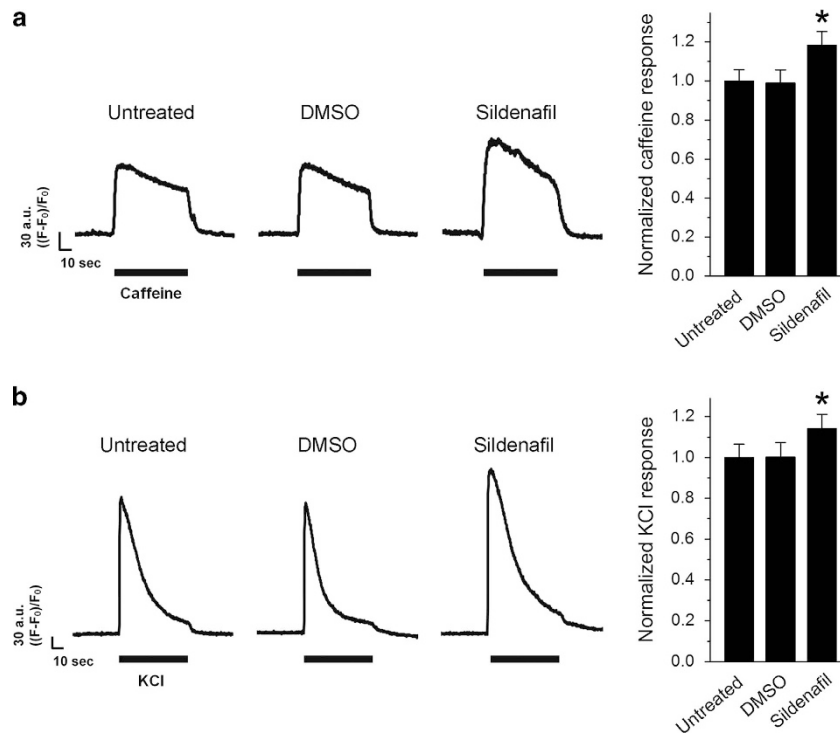 a
Untreated
DMSO
Sildenafil
30 a.u.
((F-F₀)/F₀)
10 sec
Caffeine
Normalized caffeine response
1.2
1.0
0.8
0.6
0.4
0.2
0.0
*
Untreated
DMSO
Sildenafil
b
Untreated
DMSO
Sildenafil
30 a.u.
((F-F₀)/F₀)
10 sec
KCl
Normalized KCl response
1.2
1.0
0.8
0.6
0.4
0.2
0.0
*
Untreated
DMSO
Sildenafil